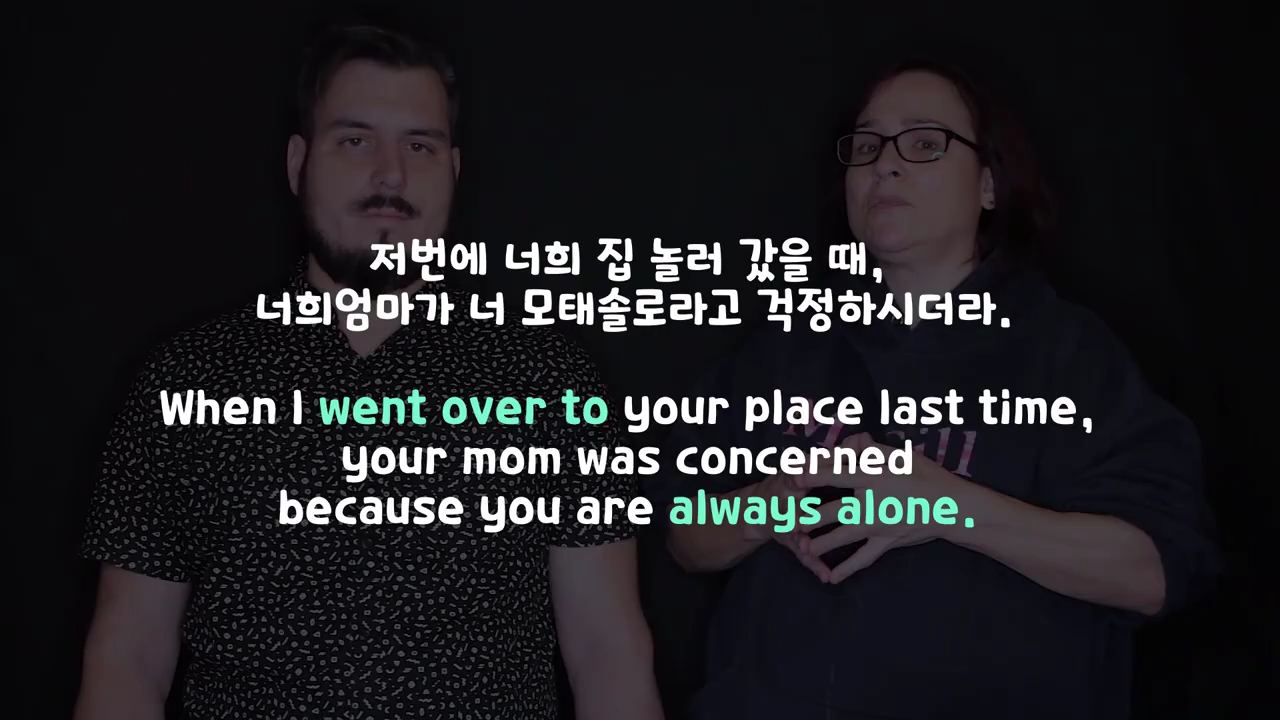 저번에 너희 집 놀러 갔을 때,
너희엄마가 너 모태솔로라고 걱정하시더라.
When I went over to your place last time,
your mom was concerned
because you are always alone.